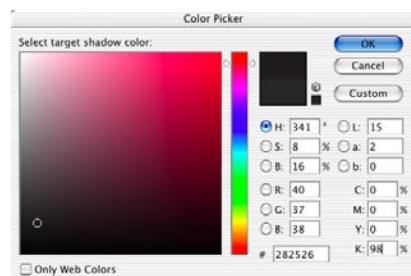 Color Picker
Select target shadow color:
OK
Cancel
Custom
H: 341 ° L: 15
S: 8 % a: 2
B: 16 % b: 0
R: 40 C: 0 %
G: 37 M: 0 %
B: 38 Y: 0 %
# 282526 K: 98 %
Only Web Colors